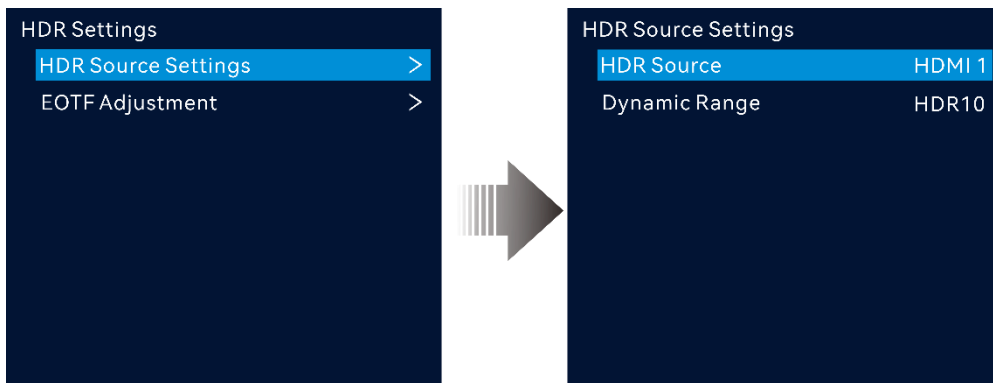 HDR Settings
HDR Source Settings >
EOTF Adjustment >
HDR Source Settings
HDR Source HDMI 1
Dynamic Range HDR10